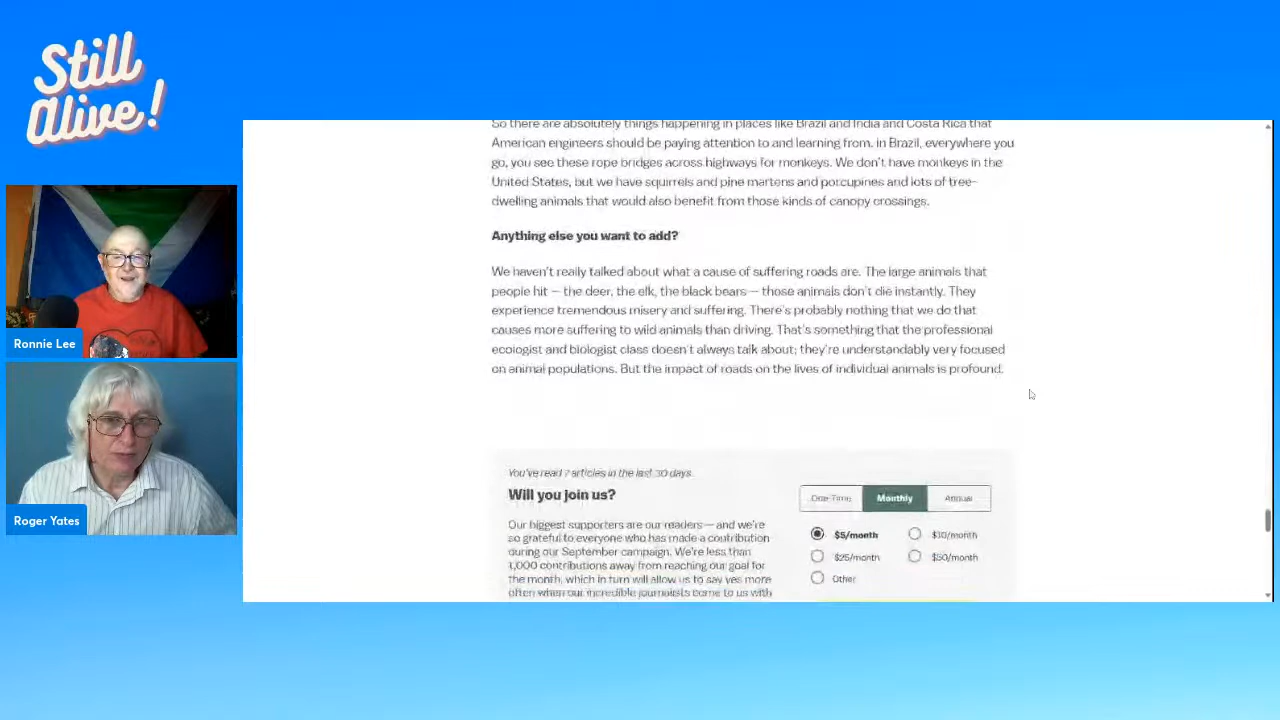 Still
Alive!
Ronnie Lee
Roger Yates
So there are absolutely things happening in places like Brazil and India and Costa Rica that
American engineers should be paying attention to and learning from. in Brazil, everywhere you
go, you see these rope bridges across highways for monkeys. We don't have monkeys in the
United States, but we have squirrels and pine martens and porcupines and lots of tree-
dwelling animals that would also benefit from those kinds of canopy crossings.
Anything else you want to add?
We haven't really talked about what a cause of suffering roads are. The large animals that
people hit — the deer, the elk, the black bears — those animals don't die instantly. They
experience tremendous misery and suffering. There's probably nothing that we do that
causes more suffering to wild animals than driving. That's something that the professional
ecologist and biologist class doesn't always talk about; they're understandably very focused
on animal populations. But the impact of roads on the lives of individual animals is profound.
You've read 7 articles in the last 30 days.
Will you join us?
Our biggest supporters are our readers — and we're
so grateful to everyone who has made a contribution
during our September campaign. We're less than
1,000 contributions away from reaching our goal for
the month, which in turn will allow us to say yes more
often when our incredible journalists come to us with
One-Time Monthly Annual
$5/month $10/month
$25/month $50/month
Other